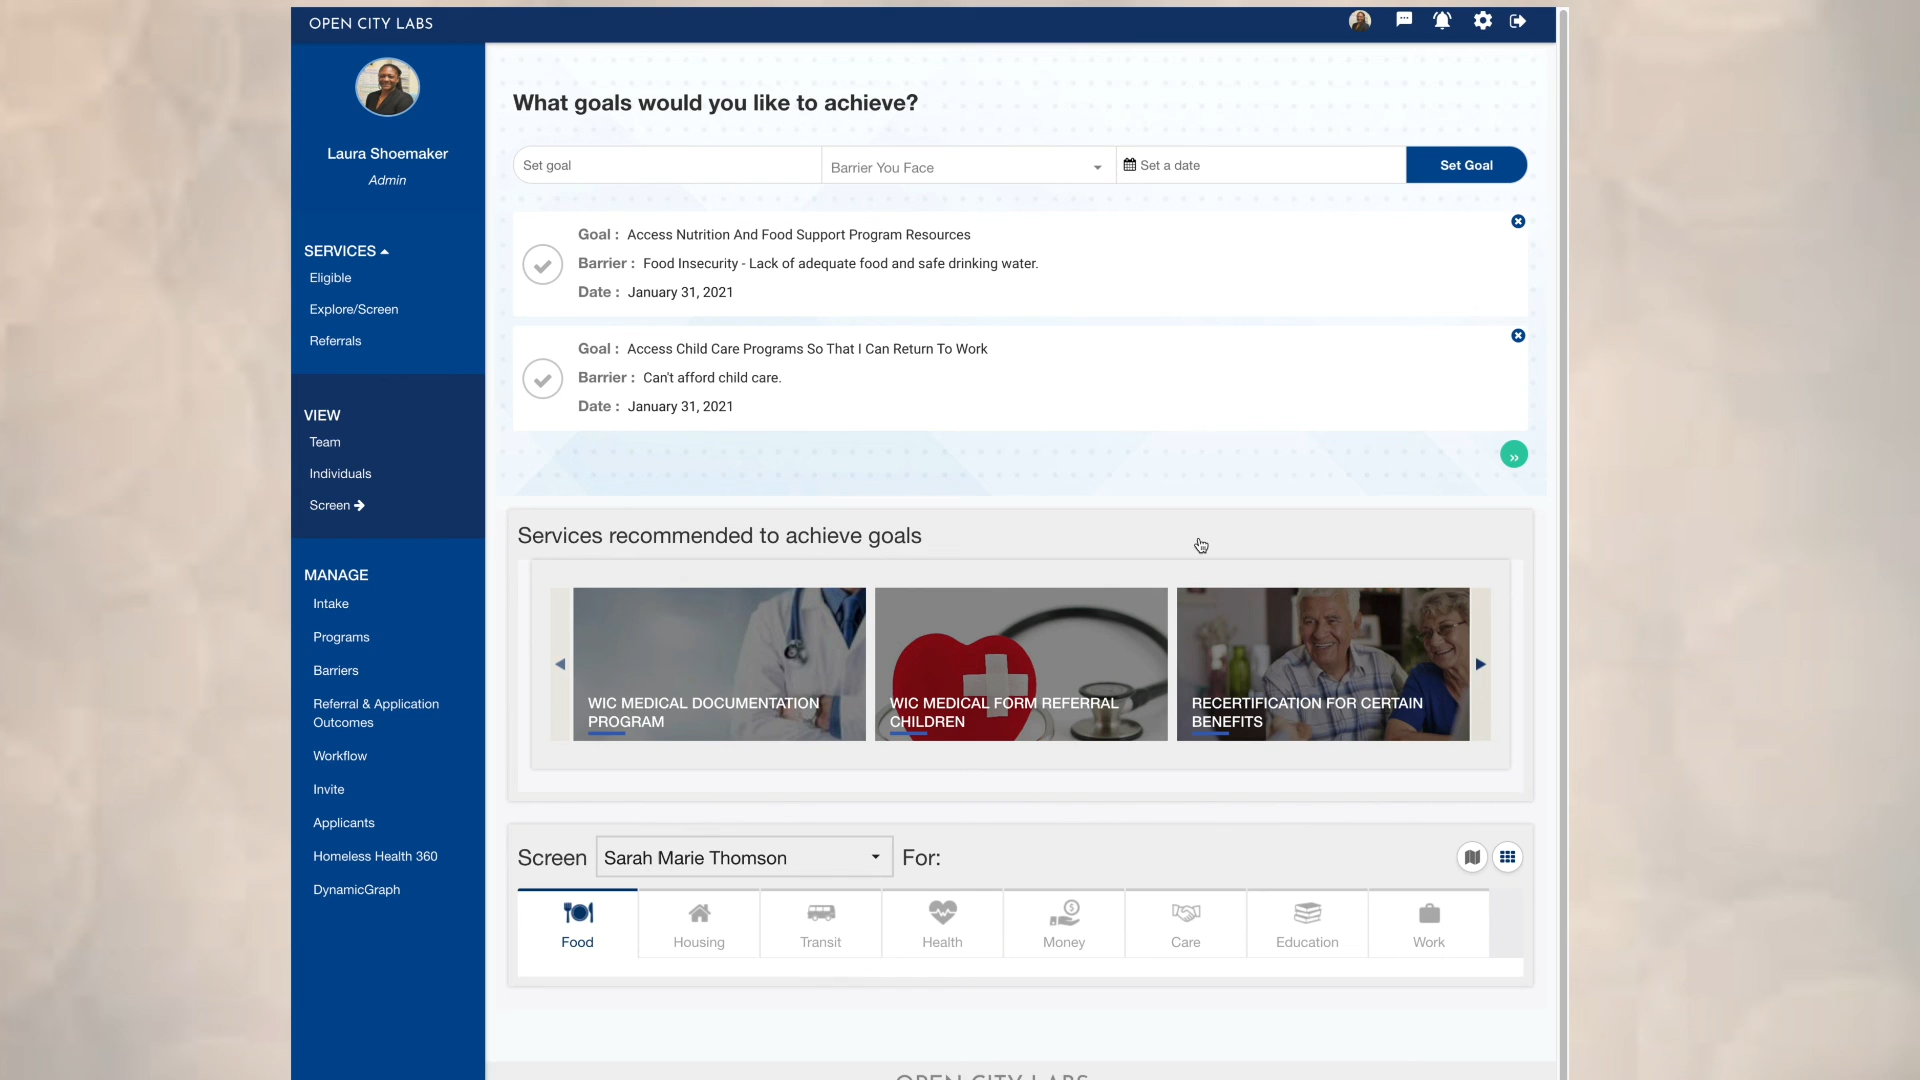 OPEN CITY LABS
Laura Shoemaker
Admin
SERVICES
Eligible
Explore/Screen
Referrals
VIEW
Team
Individuals
Screen
MANAGE
Intake
Programs
Barriers
Referral & Application
Outcomes
Workflow
Invite
Applicants
Homeless Health 360
DynamicGraph
What goals would you like to achieve?
Set goal
Barrier You Face
Set a date
Set Goal
Goal : Access Nutrition And Food Support Program Resources
Barrier : Food Insecurity - Lack of adequate food and safe drinking water.
Date : January 31, 2021
Goal : Access Child Care Programs So That I Can Return To Work
Barrier : Can't afford child care.
Date : January 31, 2021
Services recommended to achieve goals
WIC MEDICAL DOCUMENTATION
PROGRAM
WIC MEDICAL FORM REFERRAL
CHILDREN
RECERTIFICATION FOR CERTAIN
BENEFITS
Screen Sarah Marie Thomson For:
Food
Housing
Transit
Health
Money
Care
Education
Work
OPEN CITY LABS